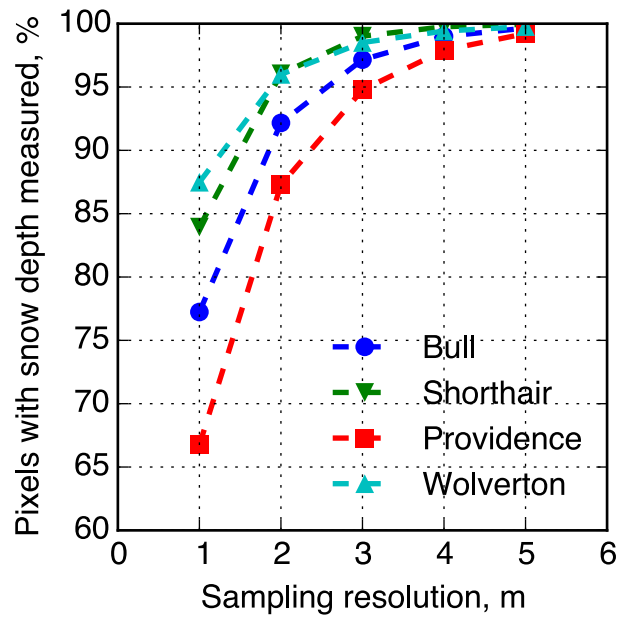 Pixels with snow depth measured, %
100
95
90
85
80
75
70
65
60
Bull
Shorthair
Providence
Wolverton
0 1 2 3 4 5 6
Sampling resolution, m